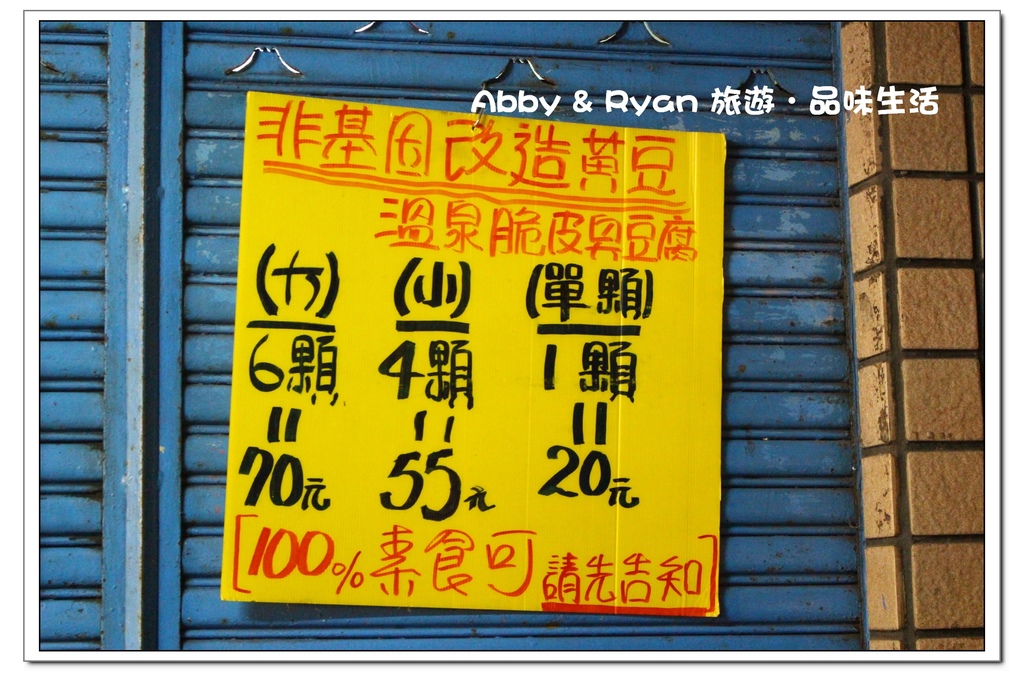 Abby & Ryan 旅遊・品味生活
非基因改造黃豆
溫泉脆皮臭豆腐
(大) (小) (單顆)
6顆 4顆 1顆
= = =
70元 55元 20元
[100%素食可 請先告知]